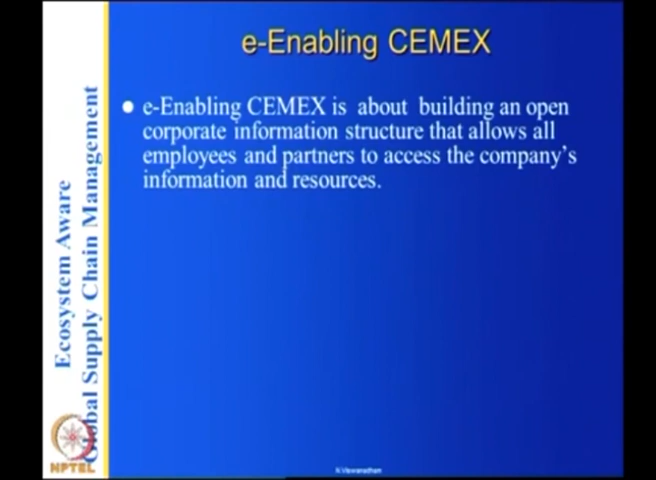 e-Enabling CEMEX
e-Enabling CEMEX is about building an open
corporate information structure that allows all
employees and partners to access the company's
information and resources.
Ecosystem Aware
Global Supply Chain Management
NPTEL
N.Viswanadham